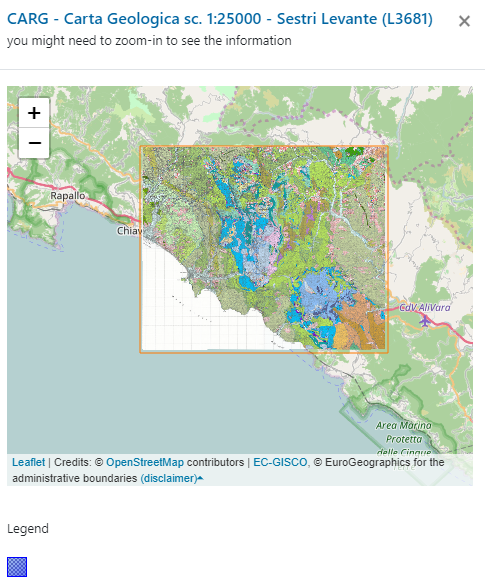 CARG - Carta Geologica sc. 1:25000 - Sestri Levante (L3681)
you might need to zoom-in to see the information
+
−
Rapallo
Chiav
CdV AliVara
Area Marina
Protetta
delle Cinque
Leaflet | Credits: © OpenStreetMap contributors | EC-GISCO, © EuroGeographics for the
administrative boundaries (disclaimer)
Legend